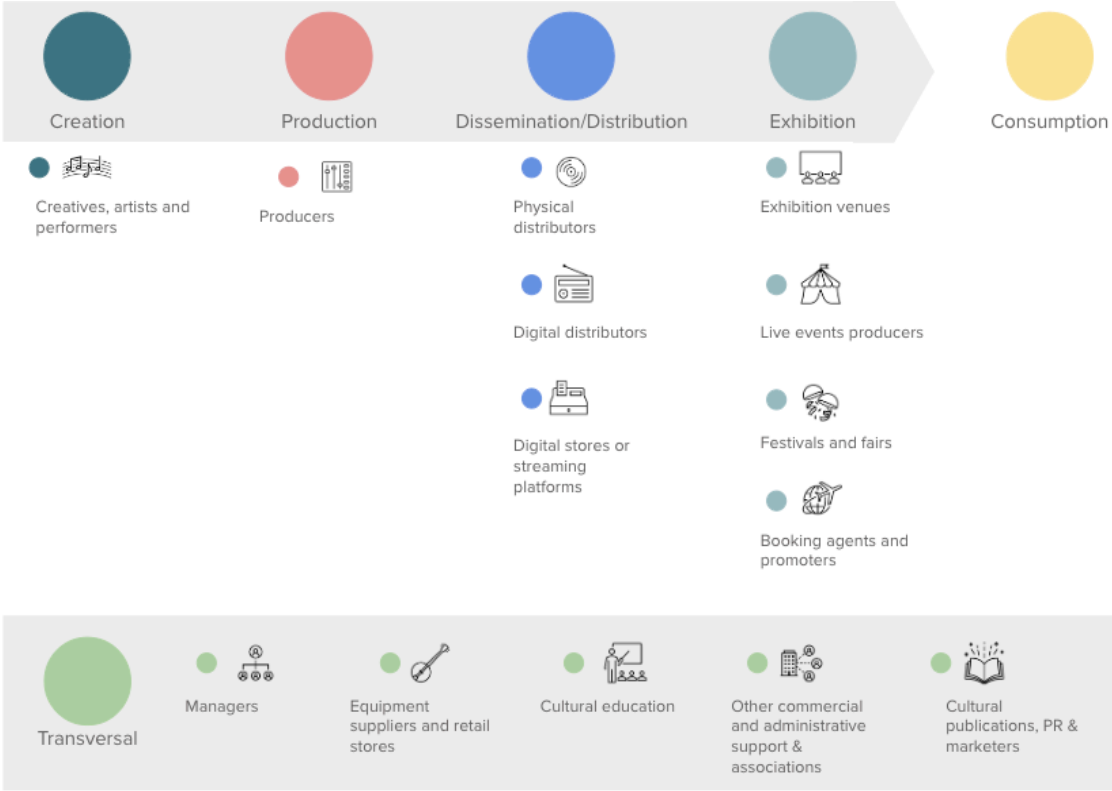 Creation
Production
Dissemination/Distribution
Exhibition
Consumption
Creatives, artists and
performers
Producers
Physical
distributors
Digital distributors
Digital stores or
streaming
platforms
Exhibition venues
Live events producers
Festivals and fairs
Booking agents and
promoters
Transversal
Managers
Equipment
suppliers and retail
stores
Cultural education
Other commercial
and administrative
support &
associations
Cultural
publications, PR &
marketers